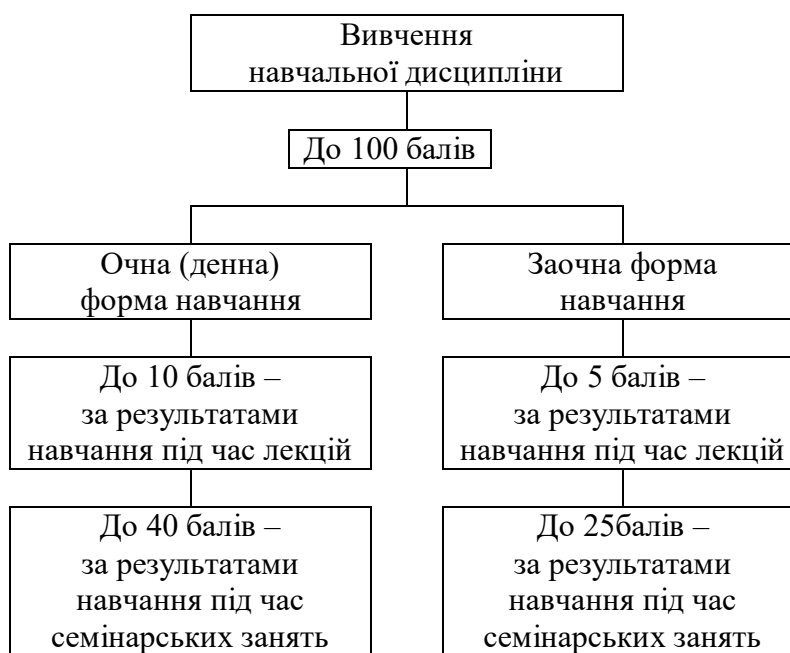 Вивчення
навчальної дисципліни
До 100 балів
Очна (денна)
форма навчання
Заочна форма
навчання
До 10 балів –
за результатами
навчання під час лекцій
До 5 балів –
за результатами
навчання під час лекцій
До 40 балів –
за результатами
навчання під час
семінарських занять
До 25балів –
за результатами
навчання під час
семінарських занять